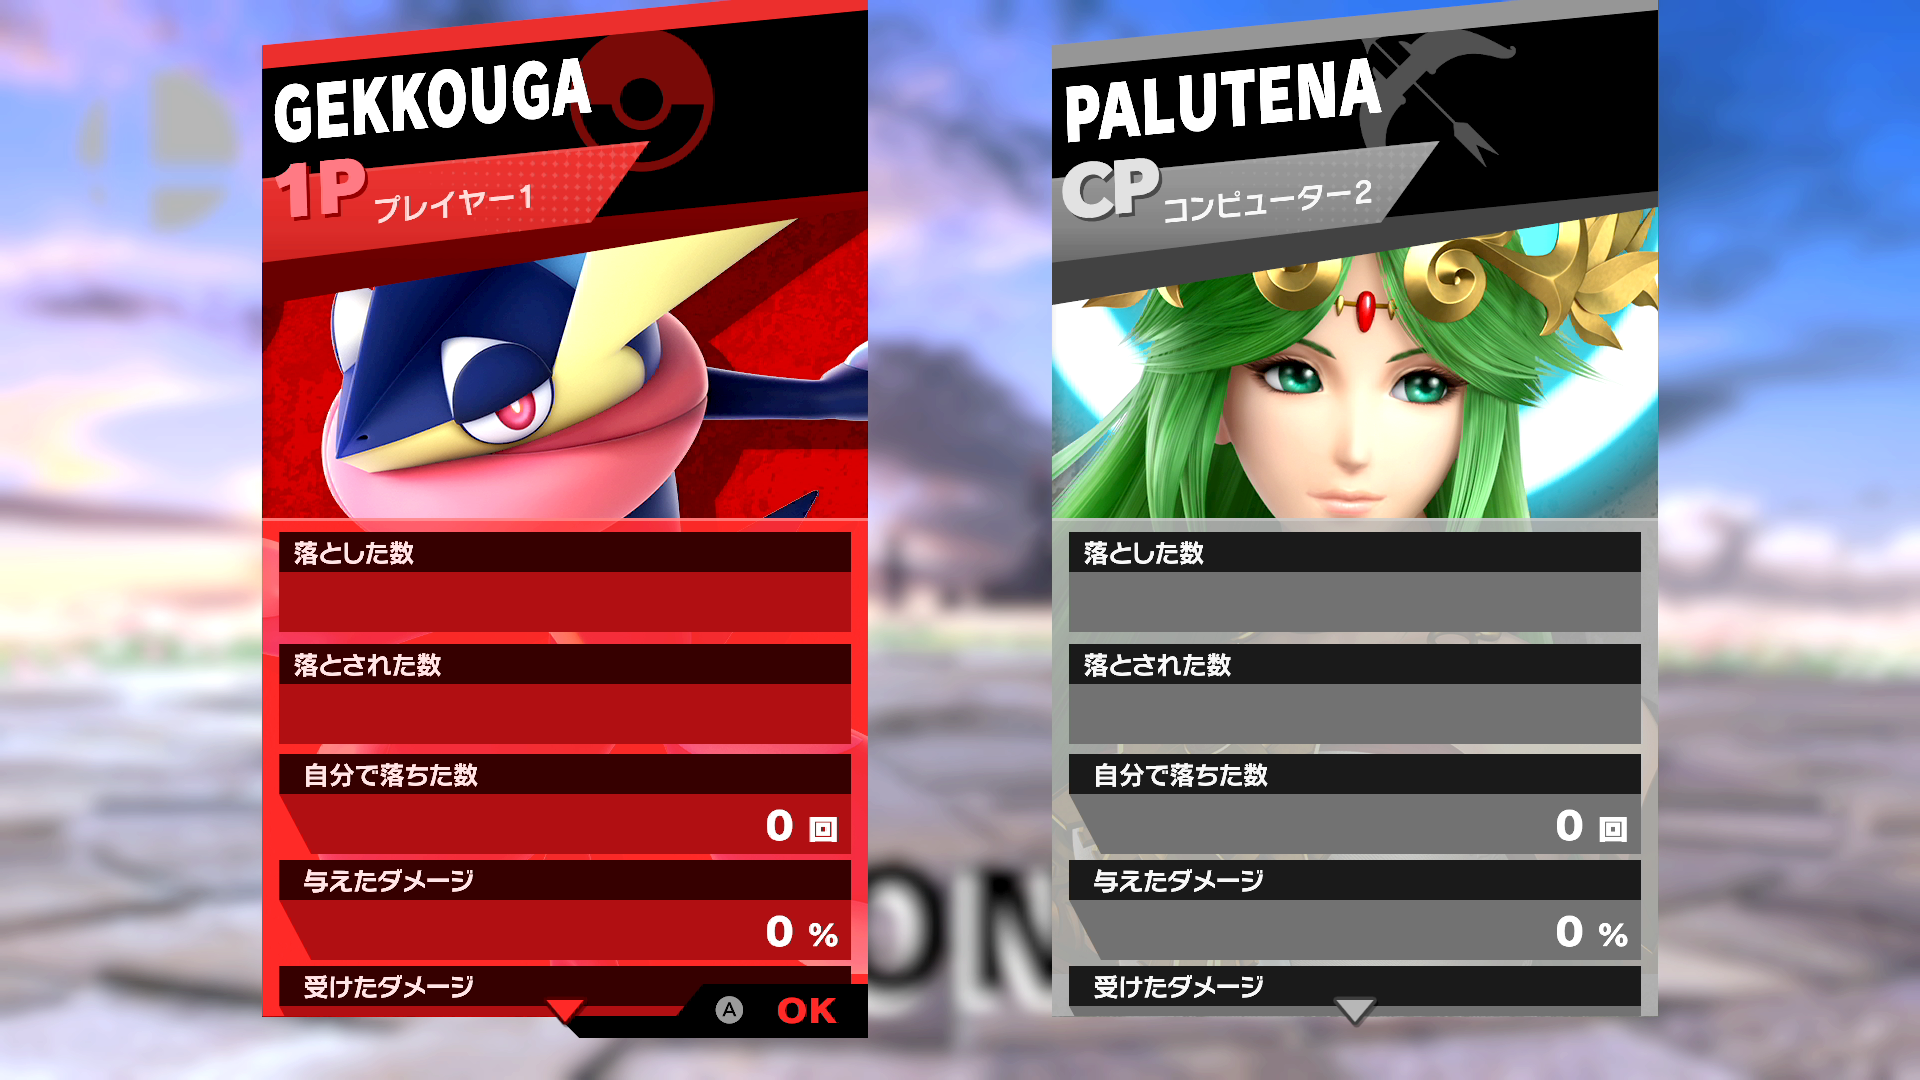 GEKKOUGA
1P プレイヤー1
落とした数
落とされた数
自分で落ちた数
0 回
与えたダメージ
0 %
受けたダメージ
A OK
PALUTENA
CP コンピューター2
落とした数
落とされた数
自分で落ちた数
0 回
与えたダメージ
0 %
受けたダメージ